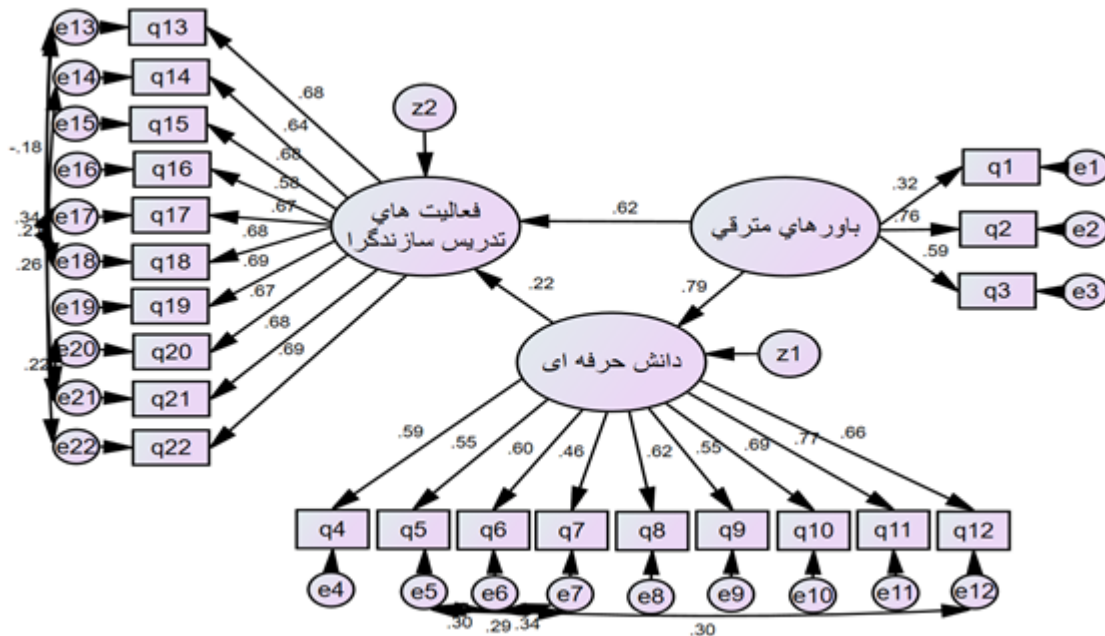 e13 q13
e14 q14
e15 q15
e16 q16
e17 q17
e18 q18
e19 q19
e20 q20
e21 q21
e22 q22
-.18
.34
.26
.22
.68
.64
.68
.58
.67
.68
.69
.67
.68
.69
z2
فعاليت هاي
تدريس سازندگرا
.62
باورهاي مترقي
.32
.76
.59
q1 e1
q2 e2
q3 e3
.22
.79
دانش حرفه ای
z1
.59
.55
.60
.46
.62
.55
.69
.77
.66
q4 q5 q6 q7 q8 q9 q10 q11 q12
e4 e5 e6 e7 e8 e9 e10 e11 e12
.30 .29 .34 .30